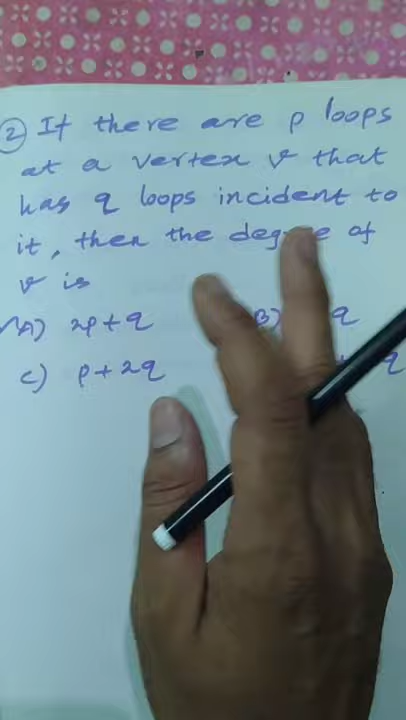 2 If there are p loops
at a vertex v that
has q loops incident to
it, then the degree of
v is
A) 2p+q B) q
c) p+2q + q